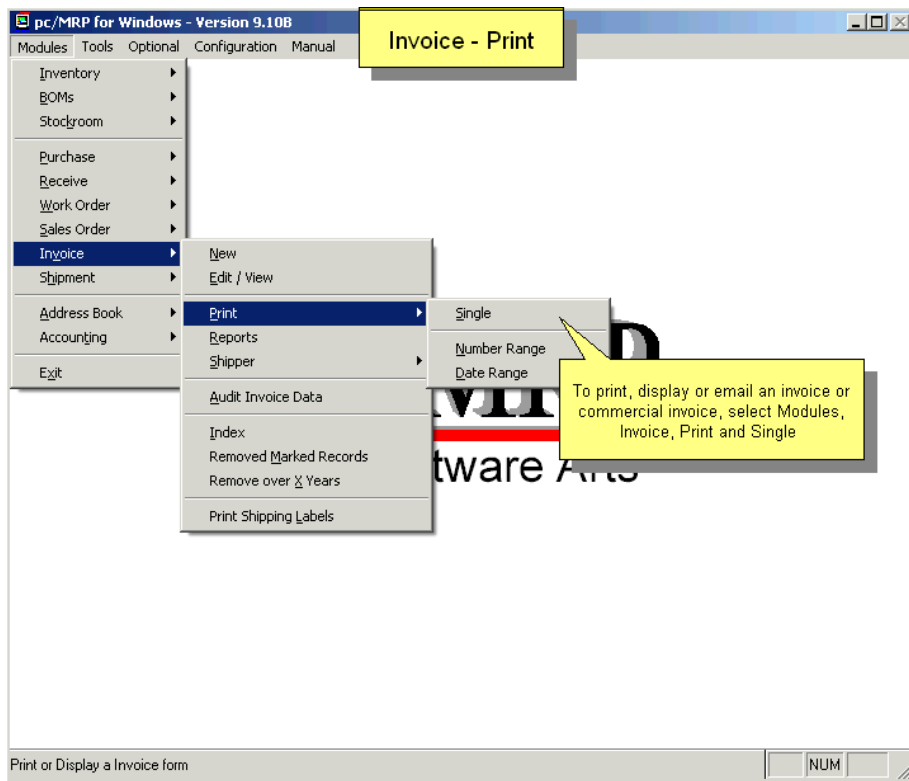 pc/MRP for Windows - Version 9.10B
Invoice - Print
Modules Tools Optional Configuration Manual
Inventory
BOMs
Stockroom
Purchase
Receive
Work Order
Sales Order
Invoice
Shipment
Address Book
Accounting
Exit
New
Edit / View
Print
Reports
Shipper
Audit Invoice Data
Index
Removed Marked Records
Remove over X Years
Print Shipping Labels
Single
Number Range
Date Range
To print, display or email an invoice or
commercial invoice, select Modules,
Invoice, Print and Single
tware Arts
Print or Display a Invoice form
NUM